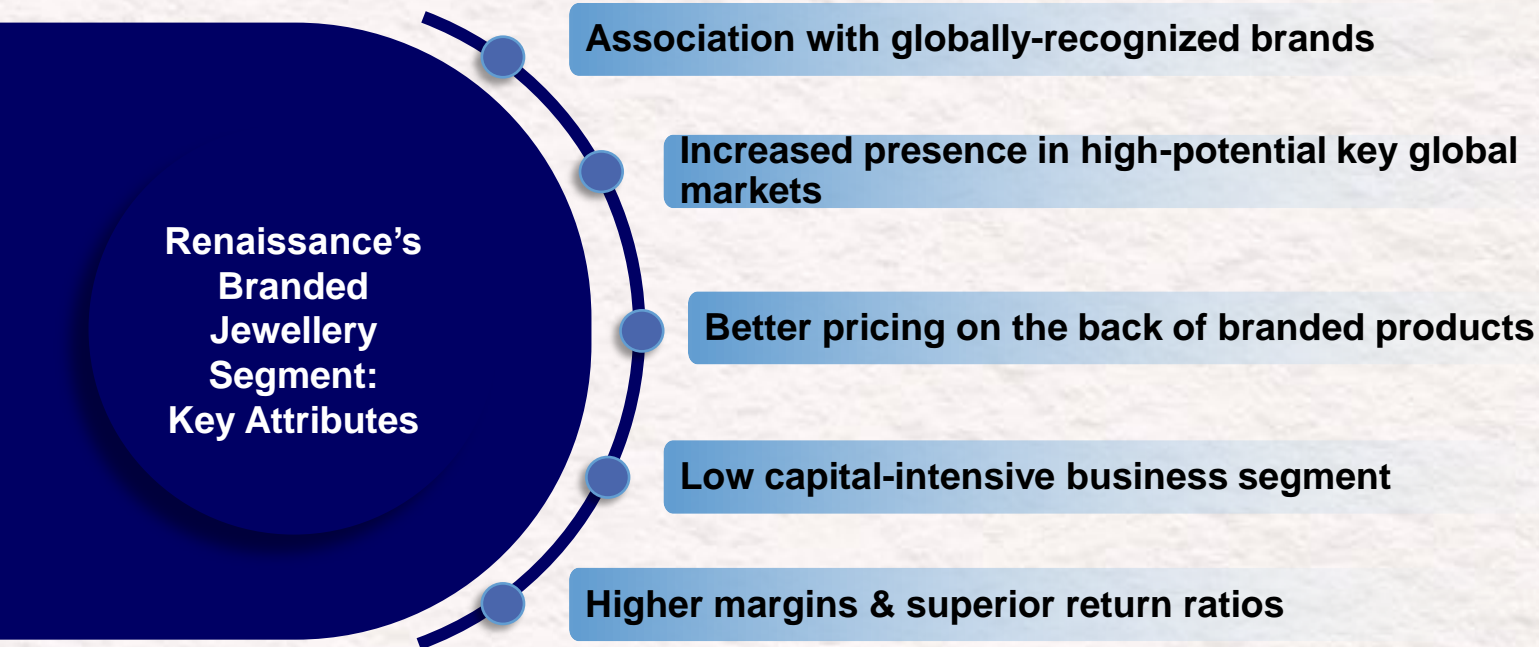 Renaissance’s
Branded
Jewellery
Segment:
Key Attributes
Association with globally-recognized brands
Increased presence in high-potential key global
markets
Better pricing on the back of branded products
Low capital-intensive business segment
Higher margins & superior return ratios